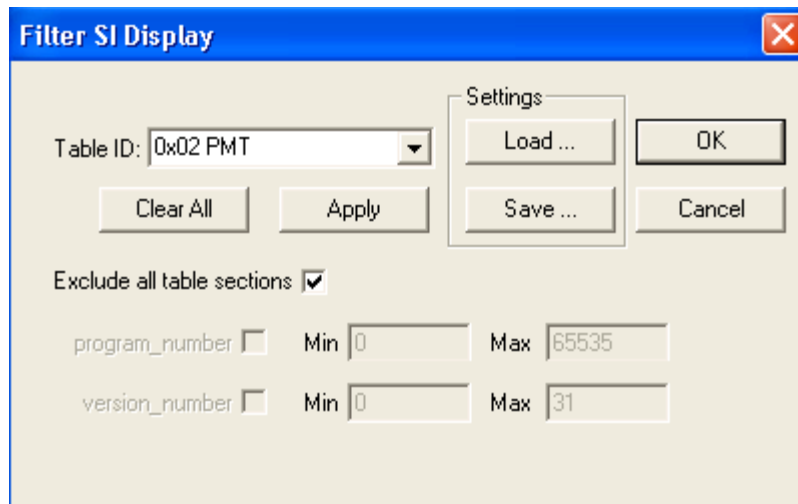 Filter SI Display
Settings
Table ID: 0x02 PMT Load ... OK
Clear All Apply Save ... Cancel
Exclude all table sections
program_number Min 0 Max 65535
version_number Min 0 Max 31